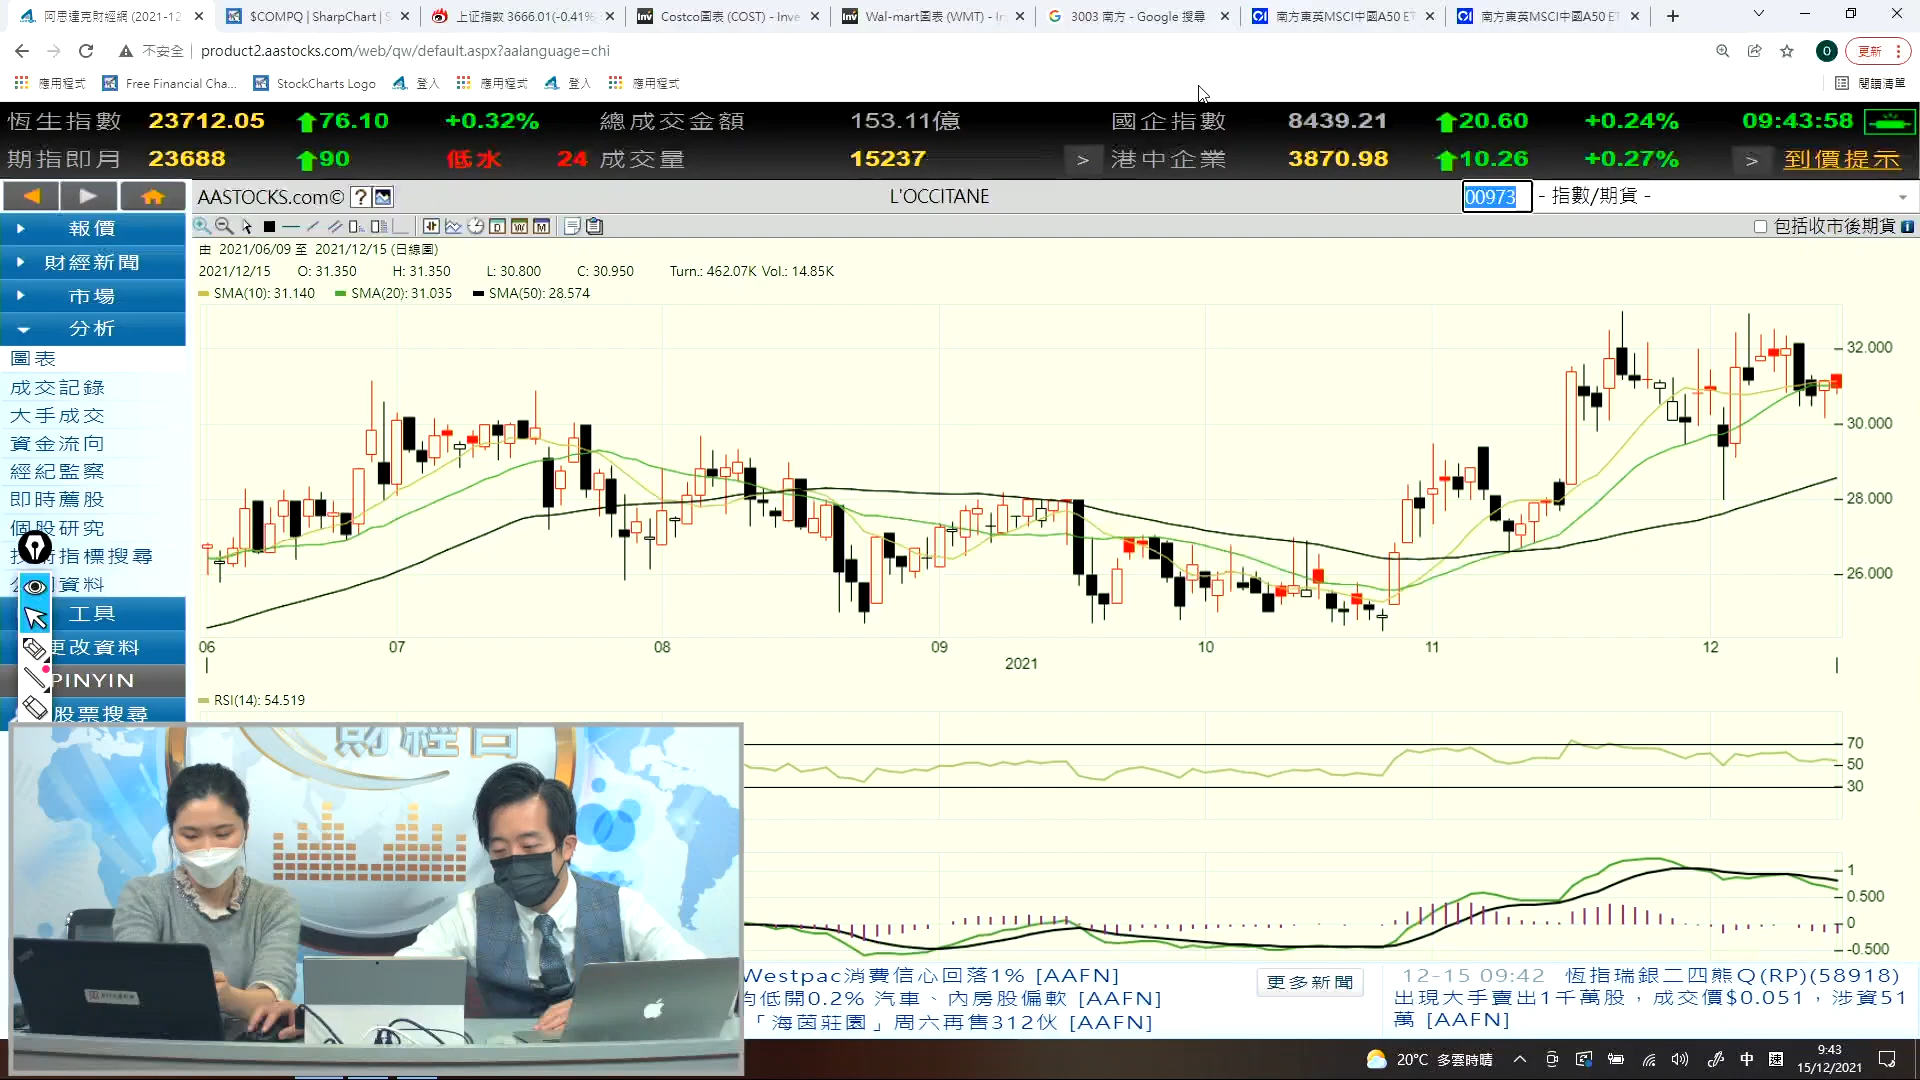 阿思達克財經網 (2021-12
$COMPQ | SharpChart | S
上证指数 3666.01(-0.41%
Costco圖表 (COST) - Inve
Wal-mart圖表 (WMT) - In
3003 南方 - Google 搜尋
南方東英MSCI中國A50 ET
南方東英MSCI中國A50 ET
不安全
product2.aastocks.com/web/qw/default.aspx?aalanguage=chi
O
更新
應用程式
Free Financial Cha...
StockCharts Logo
登入
應用程式
登入
應用程式
閱讀清單
恆生指數 23712.05 76.10 +0.32% 總成交金額 153.11億 國企指數 8439.21 20.60 +0.24% 09:43:58
期指即月 23688 90 低水 24 成交量 15237 > 港中企業 3870.98 10.26 +0.27% > 到價提示
AASTOCKS.com© ?
L'OCCITANE
00973
- 指數/期貨 -
包括收市後期貨
報價
財經新聞
市場
分析
圖表
成交記錄
大手成交
資金流向
經紀監察
即時薦股
個股研究
指標搜尋
資料
工具
更改資料
PINYIN
股票搜尋
D W M
由 2021/06/09 至 2021/12/15 (日線圖)
2021/12/15 O: 31.350 H: 31.350 L: 30.800 C: 30.950 Turn.: 462.07K Vol.: 14.85K
SMA(10): 31.140 SMA(20): 31.035 SMA(50): 28.574
32.000
30.000
28.000
26.000
06 07 08 09 10 11 12
2021
RSI(14): 54.519
70
50
30
1
0.500
0
-0.500
財經台
Westpac消費信心回落1% [AAFN]
均低開0.2% 汽車、內房股偏軟 [AAFN]
「海茵莊園」周六再售312伙 [AAFN]
更多新聞
12-15 09:42 恆指瑞銀二四熊Q(RP)(58918)
出現大手賣出1千萬股，成交價$0.051，涉資51
萬 [AAFN]
20°C 多雲時晴
中
9:43
15/12/2021